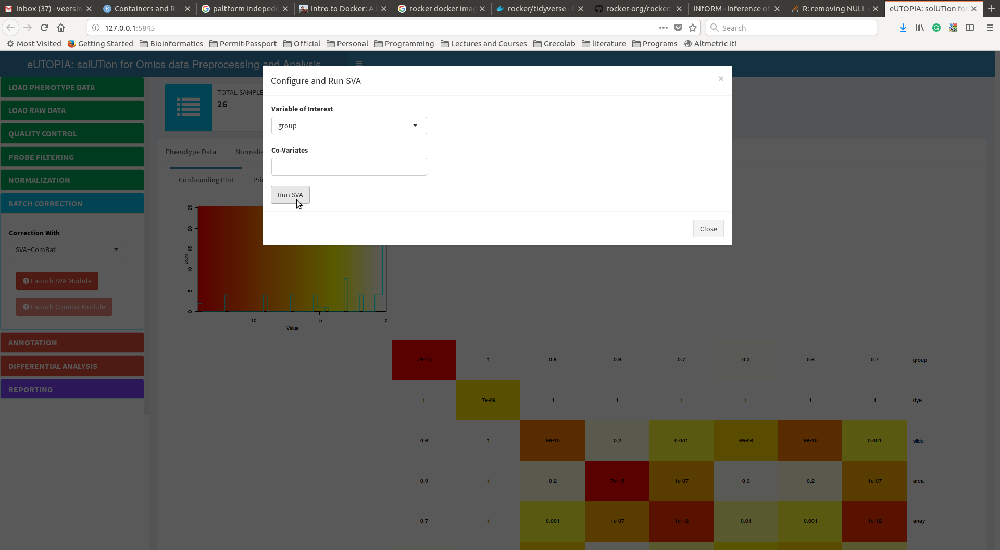 Inbox (37) - veersin
Containers and R -
paltform indepede
Intro to Docker: A D
rocker docker imag
rocker/tidyverse - D
rocker-org/rocker:
INfORM - Inference of
R: removing NULL
eUTOPIA: solUTion for
127.0.0.1:5845
Search
Most Visited
Getting Started
Bioinformatics
Permit-Passport
Official
Personal
Programming
Lectures and Courses
Grecolab
literature
Programs
Altmetric it!
eUTOPIA: solUTion for Omics data PreprocessIng and Analysis
LOAD PHENOTYPE DATA
LOAD RAW DATA
QUALITY CONTROL
PROBE FILTERING
NORMALIZATION
BATCH CORRECTION
Correction With
SVA+ComBat
Launch SVA Module
Launch ComBat Module
ANNOTATION
DIFFERENTIAL ANALYSIS
REPORTING
TOTAL SAMPLE
26
Phenotype Data
Normaliz
Confounding Plot
Prin
Configure and Run SVA
×
Variable of Interest
group
Co-Variates
Run SVA
Close
25
20
15
10
5
0
Count
-10 -5 0
Value
7e-15 1 0.6 0.9 0.7 0.3 0.6 0.7 group
1 7e-06 1 1 1 1 1 1 dye
0.6 1 9e-10 0.2 0.001 6e-06 9e-10 0.001 slide
0.9 1 0.2 7e-15 1e-07 0.3 0.2 1e-07 area
0.7 1 0.001 1e-07 1e-12 0.01 0.001 1e-12 array